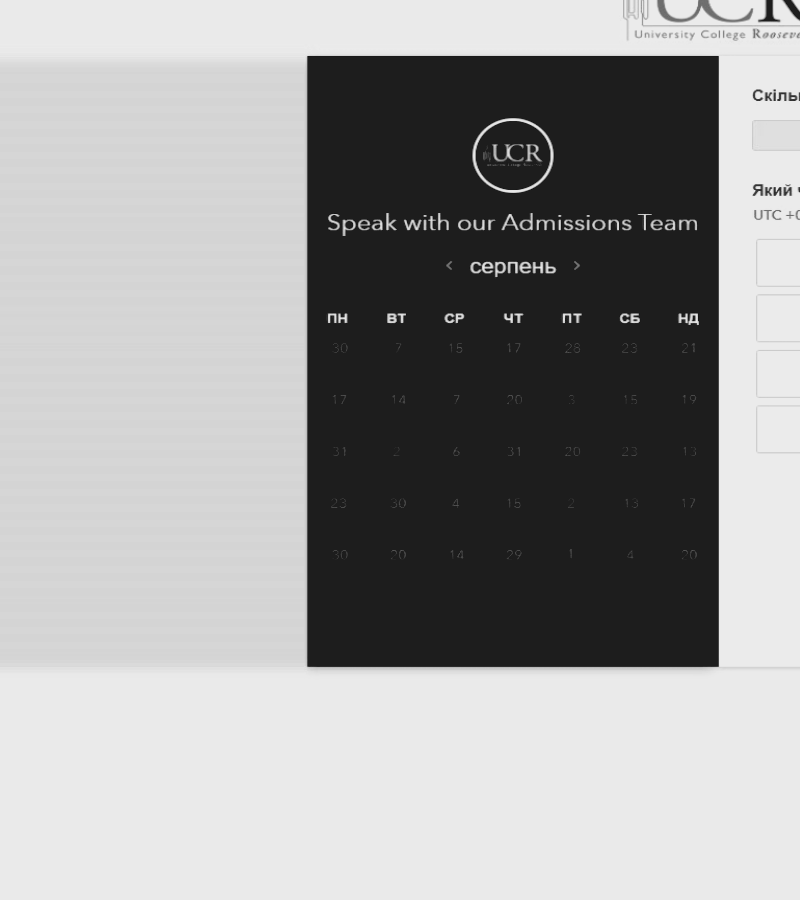 UCR
University College Roosevelt
Скіль
UCR
Speak with our Admissions Team
Який ч
UTC +0
< серпень >
ПН ВТ СР ЧТ ПТ СБ НД
30 7 15 17 28 23 21
17 14 7 20 3 15 19
31 2 6 31 20 23 13
23 30 4 15 2 13 17
30 20 14 29 1 4 20